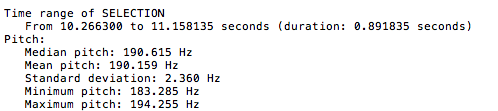 Time range of SELECTION
From 10.266300 to 11.158135 seconds (duration: 0.891835 seconds)
Pitch:
Median pitch: 190.615 Hz
Mean pitch: 190.159 Hz
Standard deviation: 2.360 Hz
Minimum pitch: 183.285 Hz
Maximum pitch: 194.255 Hz